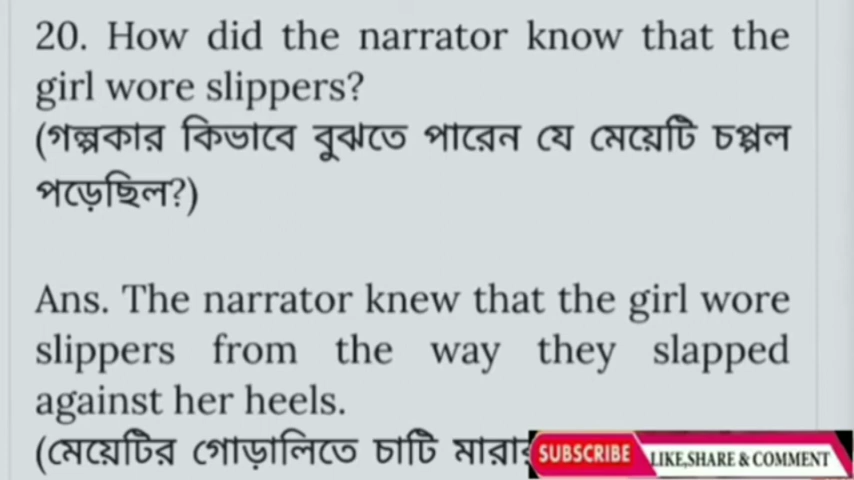 20. How did the narrator know that the
girl wore slippers?
(গল্পকার কিভাবে বুঝতে পারেন যে মেয়েটি চপ্পল
পড়েছিল?)
Ans. The narrator knew that the girl wore
slippers from the way they slapped
against her heels.
(মেয়েটির গোড়ালিতে চাটি
SUBSCRIBE LIKE,SHARE & COMMENT